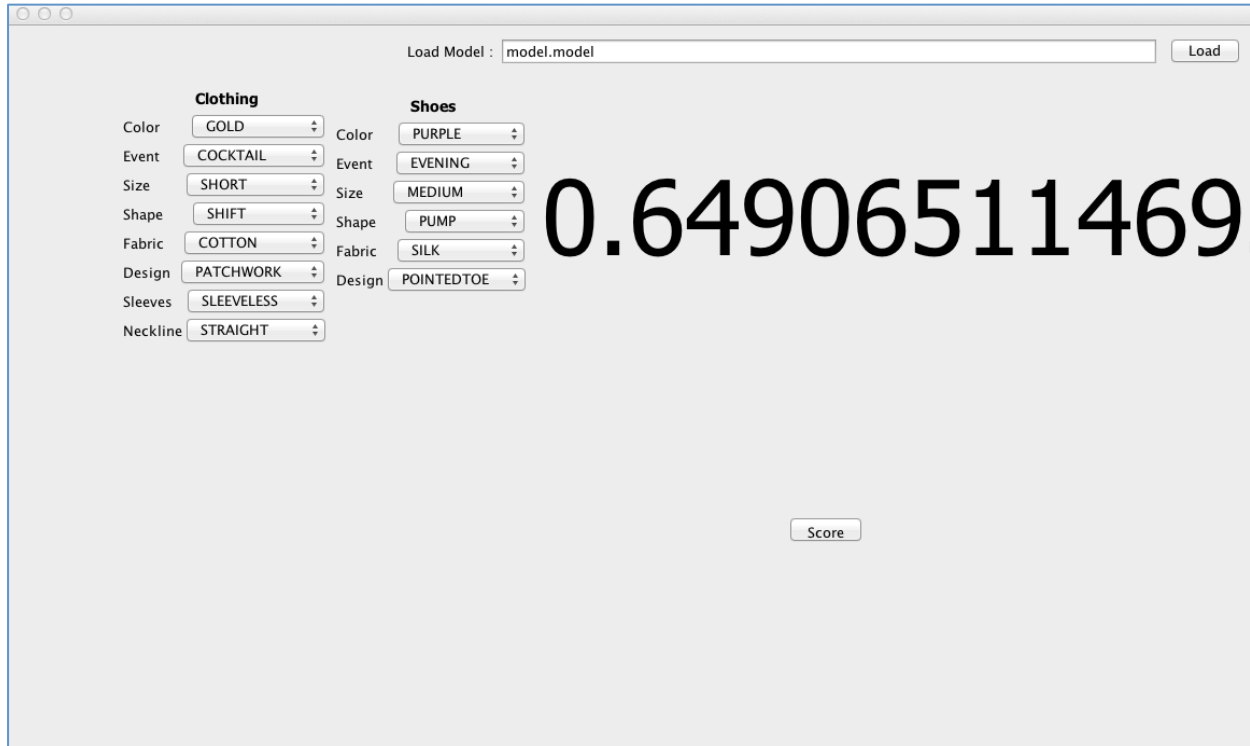 Load Model : model.model Load
Clothing
Color GOLD
Event COCKTAIL
Size SHORT
Shape SHIFT
Fabric COTTON
Design PATCHWORK
Sleeves SLEEVELESS
Neckline STRAIGHT
Shoes
Color PURPLE
Event EVENING
Size MEDIUM
Shape PUMP
Fabric SILK
Design POINTEDTOE
0.64906511469
Score